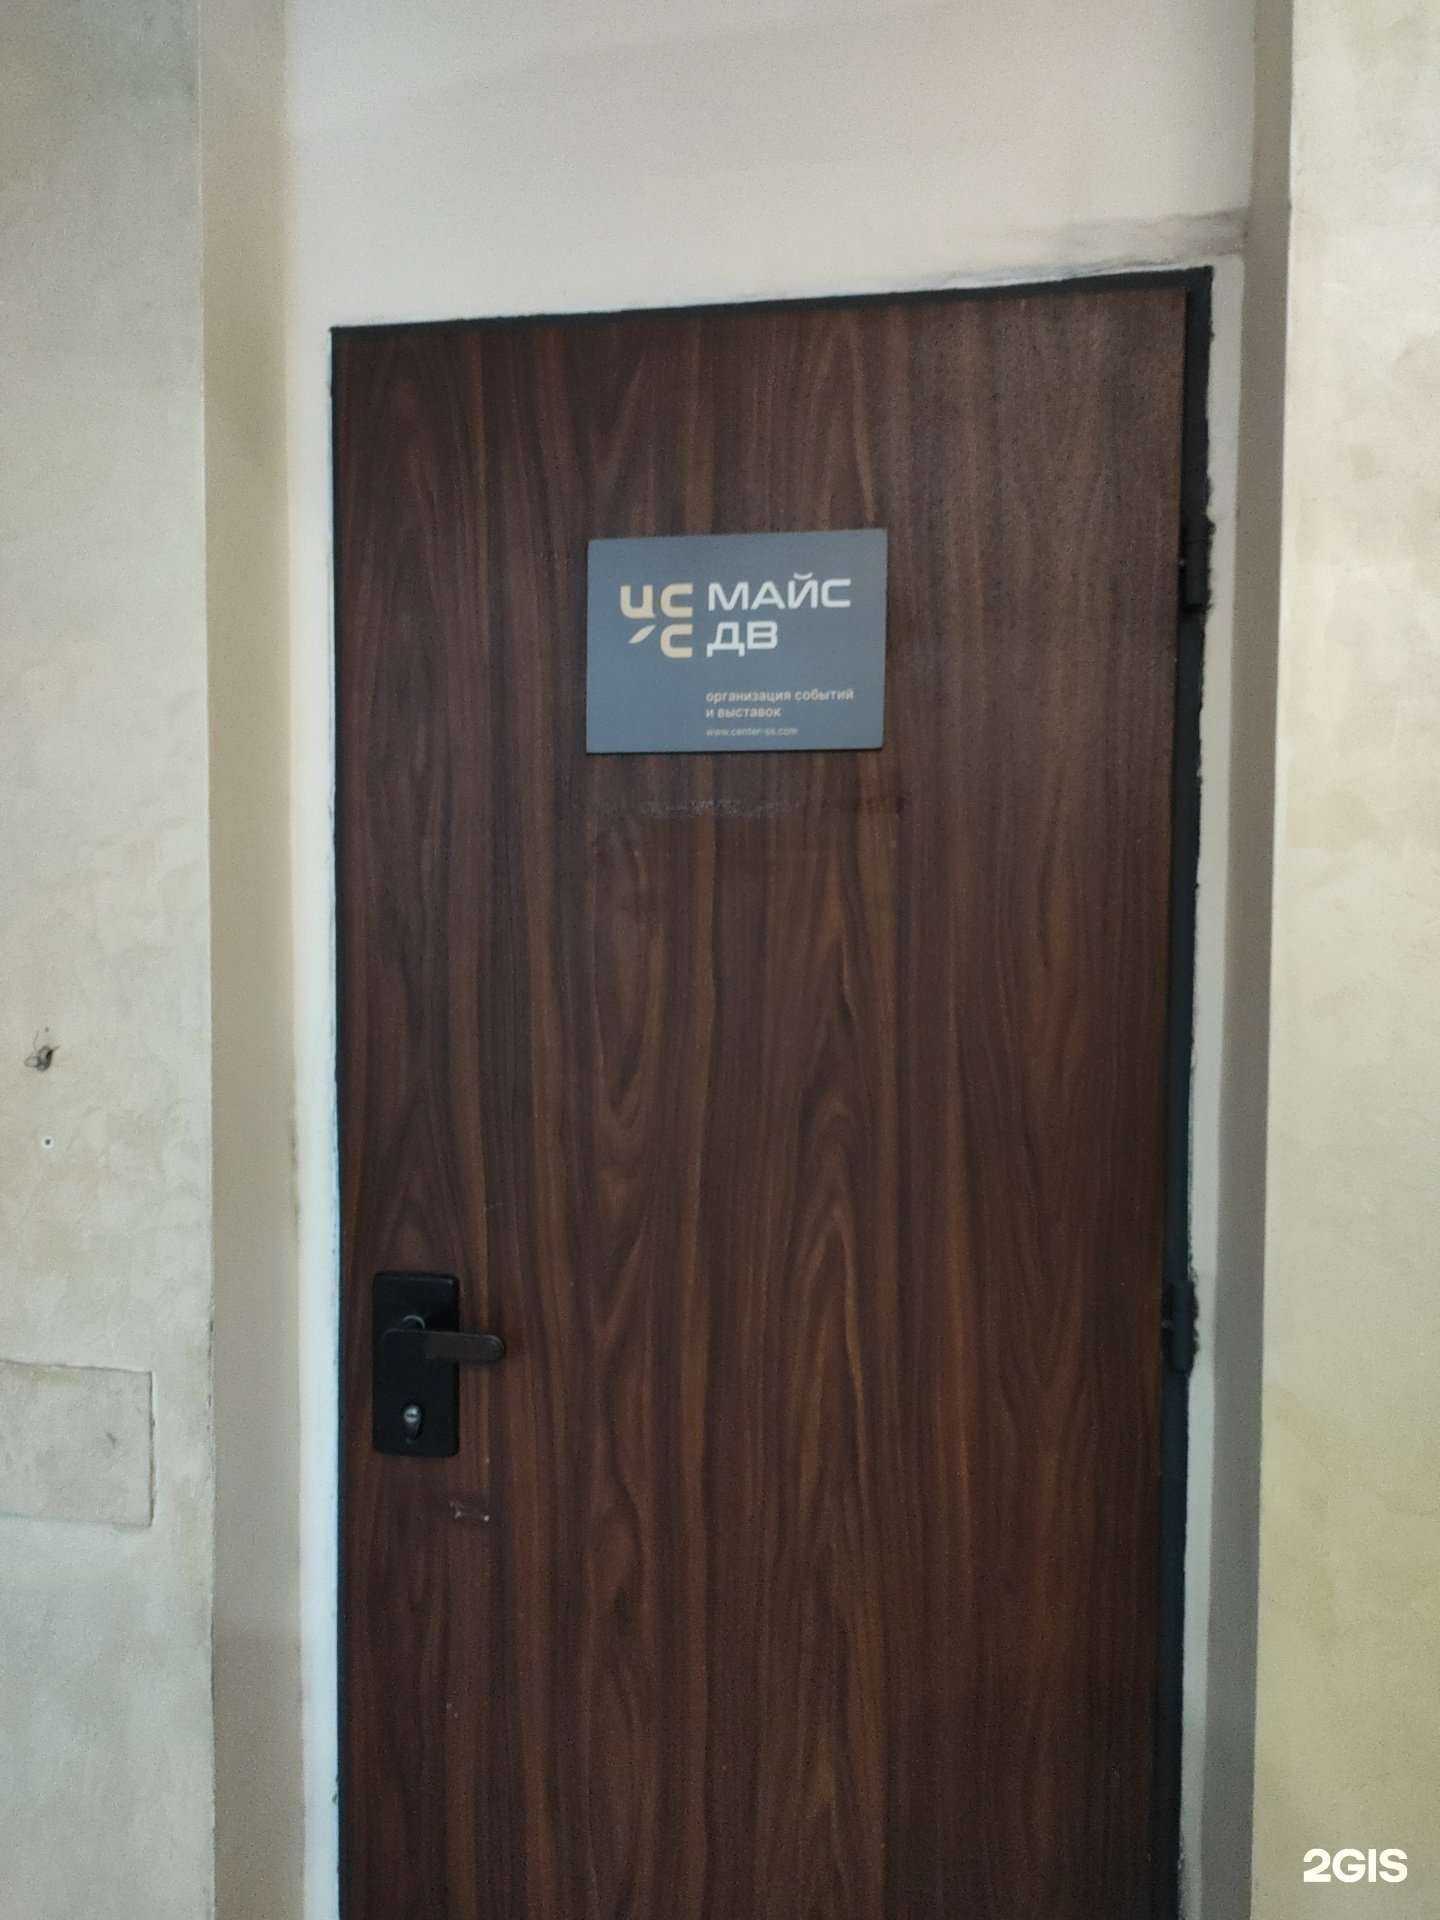 ЦС МАЙС
С ДВ
организация событий
и выставок
www.center-ss.com
2GIS